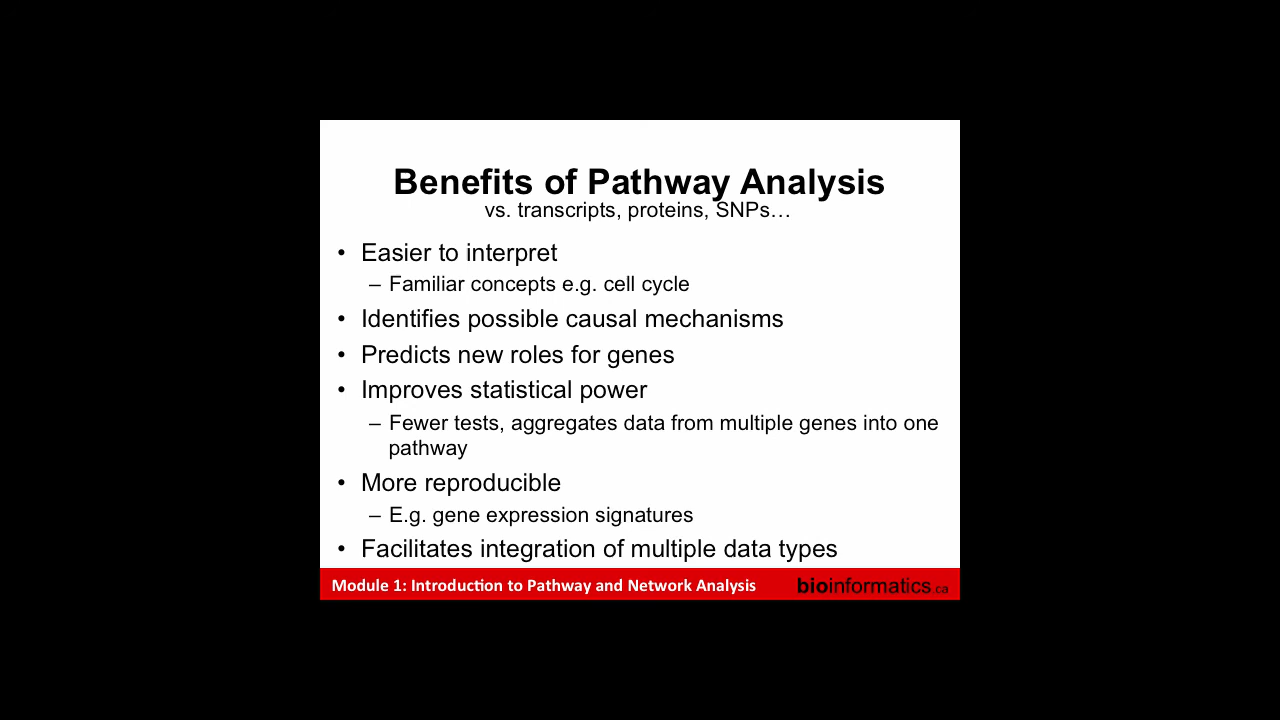 Benefits of Pathway Analysis
vs. transcripts, proteins, SNPs…
• Easier to interpret
– Familiar concepts e.g. cell cycle
• Identifies possible causal mechanisms
• Predicts new roles for genes
• Improves statistical power
– Fewer tests, aggregates data from multiple genes into one
pathway
• More reproducible
– E.g. gene expression signatures
• Facilitates integration of multiple data types
Module 1: Introduction to Pathway and Network Analysis bioinformatics.ca